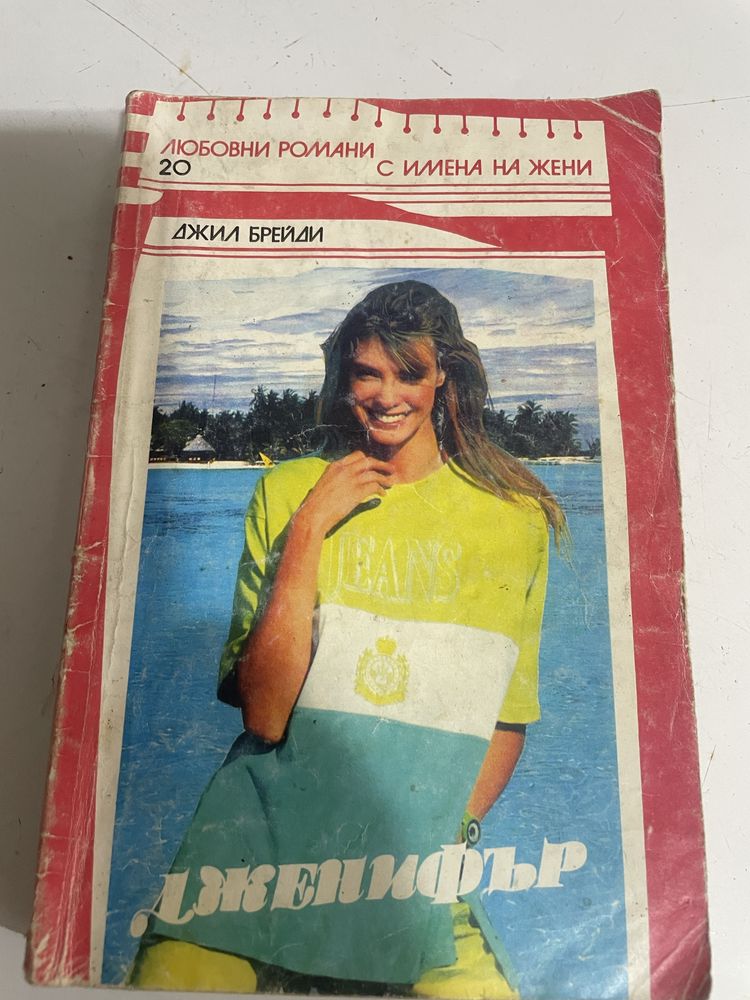 ЛЮБОВНИ РОМАНИ
20 С ИМЕНА НА ЖЕНИ
ДЖИЛ БРЕЙДИ
JEANS
ДЖЕНИФЪР